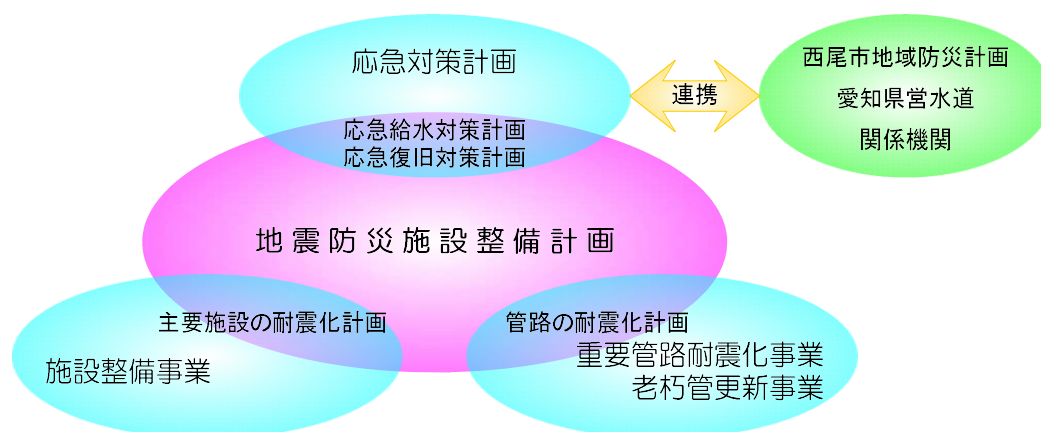 応急対策計画
応急給水対策計画
応急復旧対策計画
連携
西尾市地域防災計画
愛知県営水道
関係機関
地震防災施設整備計画
主要施設の耐震化計画
施設整備事業
管路の耐震化計画
重要管路耐震化事業
老朽管更新事業